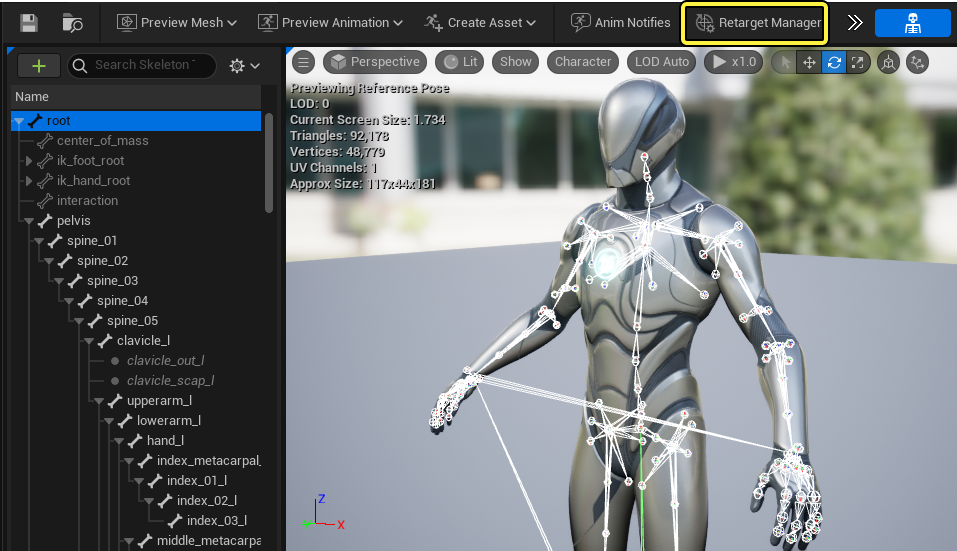 Preview Mesh
Preview Animation
Create Asset
Anim Notifies
Retarget Manager
Search Skeleton T
Name
root
center_of_mass
ik_foot_root
ik_hand_root
interaction
pelvis
spine_01
spine_02
spine_03
spine_04
spine_05
clavicle_l
clavicle_out_l
clavicle_scap_l
upperarm_l
lowerarm_l
hand_l
index_metacarpal_
index_01_l
index_02_l
index_03_l
middle_metacarpa
Perspective
Lit
Show
Character
LOD Auto
x1.0
Previewing Reference Pose
LOD: 0
Current Screen Size: 1.734
Triangles: 92,178
Vertices: 48,779
UV Channels: 1
Approx Size: 117x44x181
Z
X